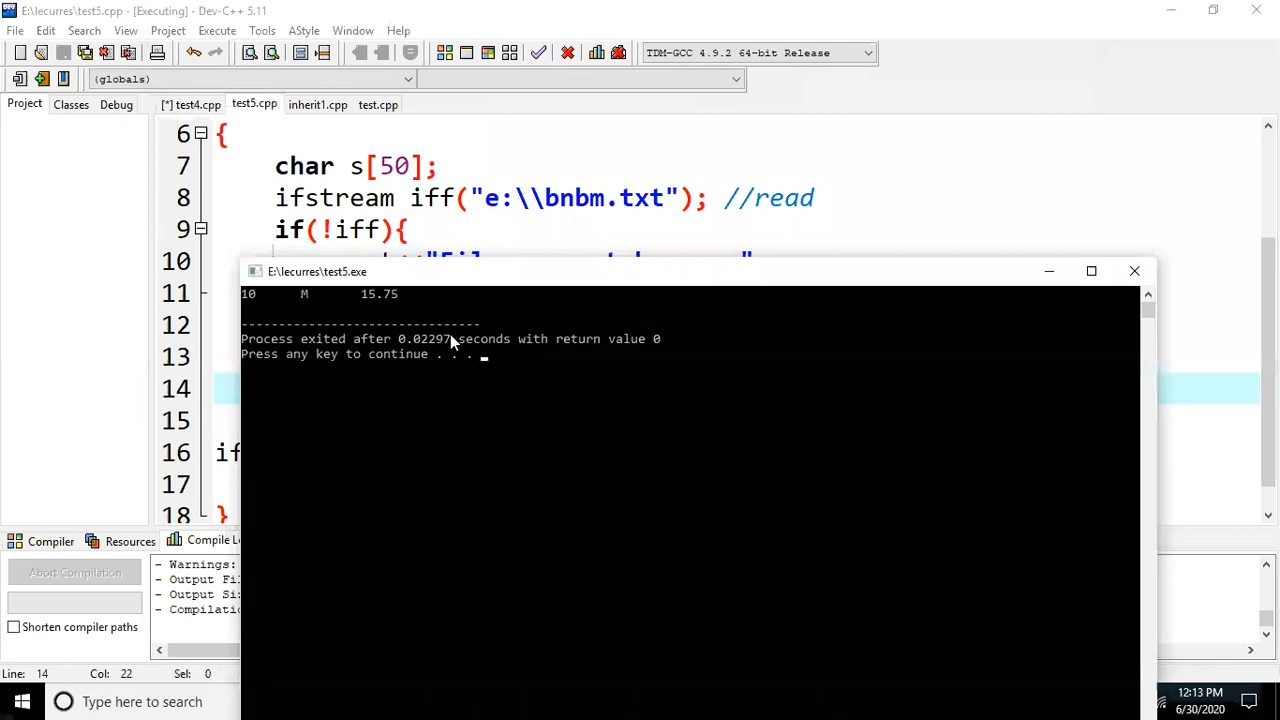 E:\lecurres\test5.cpp - [Executing] - Dev-C++ 5.11
File Edit Search View Project Execute Tools AStyle Window Help
TDM-GCC 4.9.2 64-bit Release
(globals)
Project Classes Debug [*] test4.cpp test5.cpp inherit1.cpp test.cpp
6 {
7 char s[50];
8 ifstream iff("e:\\bnbm.txt"); //read
9 if(!iff){
10
E:\lecurres\test5.exe
11
10 M 15.75
12
--------------------------------
Process exited after 0.02297 seconds with return value 0
13
Press any key to continue . . .
14
15
16 if
17
18 }
Compiler Resources Compile
Abort Compilation
- Warnings:
- Output
- Output
Shorten compiler paths
Line: 14 Col: 22 Sel: 0
Type here to search
12:13 PM
6/30/2020